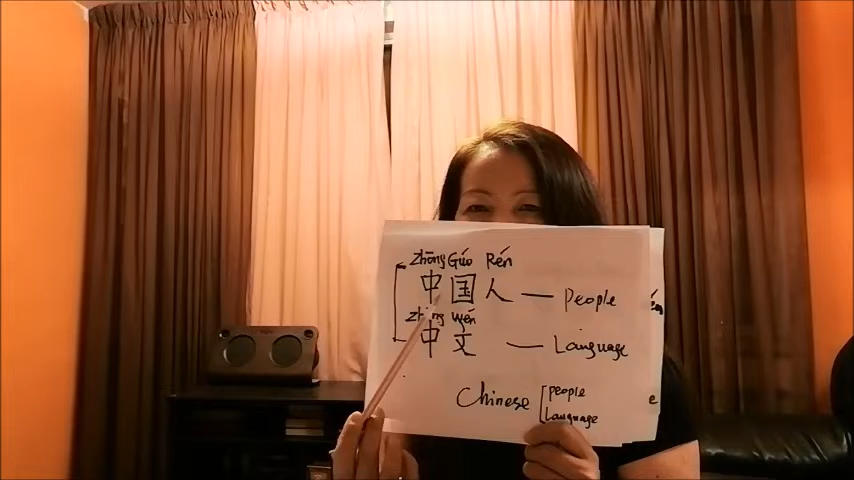 Zhōng Guó Rén
中国人 — People
Zhōng Wén
中文 — Language
Chinese [ people
Language